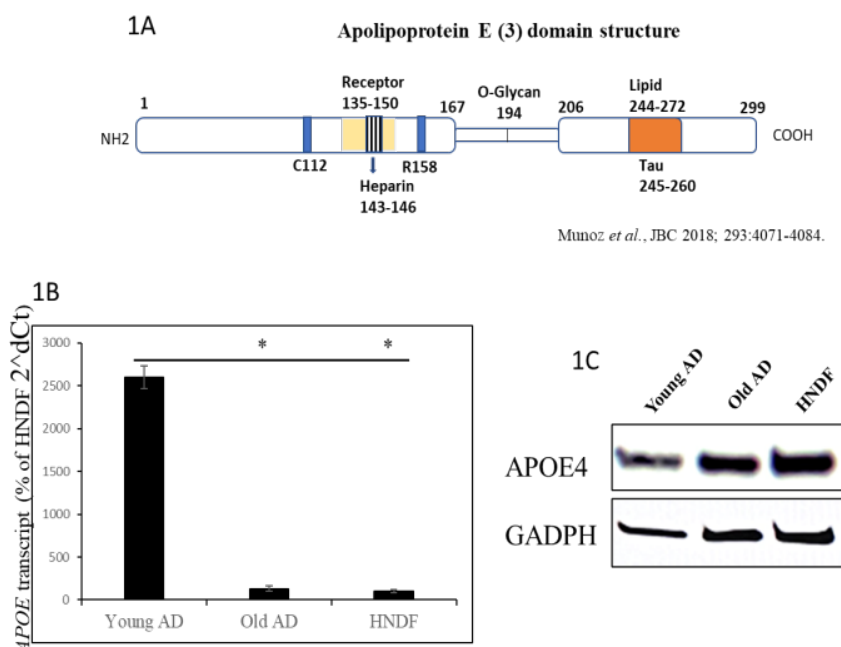 1A
Apolipoprotein E (3) domain structure
Receptor
135-150
O-Glycan
194
Lipid
244-272
1
167
206
299
NH2
COOH
C112
R158
Heparin
143-146
Tau
245-260
Munoz et al., JBC 2018; 293:4071-4084.
1B
APOE transcript (% of HNDF 2^dCt)
3000
2500
2000
1500
1000
500
0
* *
Young AD Old AD HNDF
1C
Young AD Old AD HNDF
APOE4
GADPH